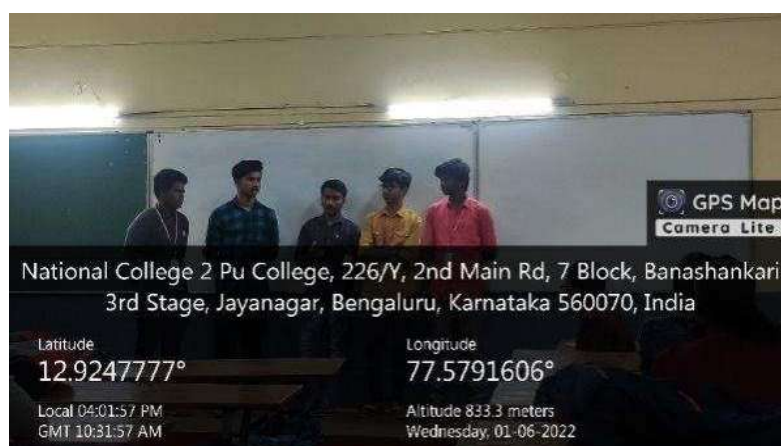 GPS Map
Camera Lite
National College 2 Pu College, 226/Y, 2nd Main Rd, 7 Block, Banashankari
3rd Stage, Jayanagar, Bengaluru, Karnataka 560070, India
Latitude
12.9247777°
Longitude
77.5791606°
Local 04:01:57 PM
GMT 10:31:57 AM
Altitude 833.3 meters
Wednesday, 01-06-2022